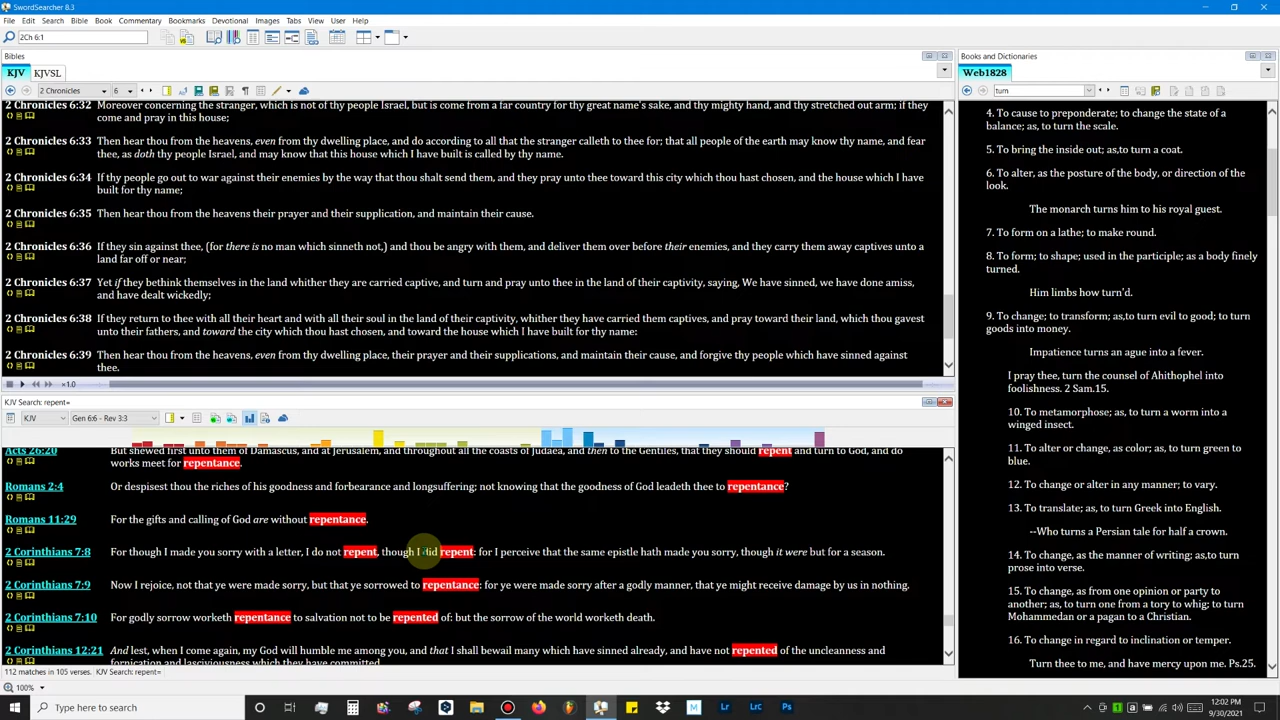 SwordSearcher 8.3
File Edit Search Bible Book Commentary Bookmarks Devotional Images Tabs View User Help
2Ch 6:1
Bibles
KJV KJVSL
2 Chronicles 6
2 Chronicles 6:32 Moreover concerning the stranger, which is not of thy people Israel, but is come from a far country for thy great name's sake, and thy mighty hand, and thy stretched out arm; if they
come and pray in this house;
2 Chronicles 6:33 Then hear thou from the heavens, even from thy dwelling place, and do according to all that the stranger calleth to thee for; that all people of the earth may know thy name, and fear
thee, as doth thy people Israel, and may know that this house which I have built is called by thy name.
2 Chronicles 6:34 If thy people go out to war against their enemies by the way that thou shalt send them, and they pray unto thee toward this city which thou hast chosen, and the house which I have
built for thy name;
2 Chronicles 6:35 Then hear thou from the heavens their prayer and their supplication, and maintain their cause.
2 Chronicles 6:36 If they sin against thee, (for there is no man which sinneth not,) and thou be angry with them, and deliver them over before their enemies, and they carry them away captives unto a
land far off or near;
2 Chronicles 6:37 Yet if they bethink themselves in the land whither they are carried captive, and turn and pray unto thee in the land of their captivity, saying, We have sinned, we have done amiss,
and have dealt wickedly;
2 Chronicles 6:38 If they return to thee with all their heart and with all their soul in the land of their captivity, whither they have carried them captives, and pray toward their land, which thou gavest
unto their fathers, and toward the city which thou hast chosen, and toward the house which I have built for thy name:
2 Chronicles 6:39 Then hear thou from the heavens, even from thy dwelling place, their prayer and their supplications, and maintain their cause, and forgive thy people which have sinned against
thee.
×1.0
KJV Search: repent=
KJV Gen 6:6 - Rev 3:3
Acts 26:20 But shewed first unto them of Damascus, and at Jerusalem, and throughout all the coasts of Judaea, and then to the Gentiles, that they should repent and turn to God, and do
works meet for repentance.
Romans 2:4 Or despisest thou the riches of his goodness and forbearance and longsuffering; not knowing that the goodness of God leadeth thee to repentance?
Romans 11:29 For the gifts and calling of God are without repentance.
2 Corinthians 7:8 For though I made you sorry with a letter, I do not repent, though I did repent: for I perceive that the same epistle hath made you sorry, though it were but for a season.
2 Corinthians 7:9 Now I rejoice, not that ye were made sorry, but that ye sorrowed to repentance: for ye were made sorry after a godly manner, that ye might receive damage by us in nothing.
2 Corinthians 7:10 For godly sorrow worketh repentance to salvation not to be repented of: but the sorrow of the world worketh death.
2 Corinthians 12:21 And lest, when I come again, my God will humble me among you, and that I shall bewail many which have sinned already, and have not repented of the uncleanness and
fornication and lasciviousness which they have committed.
112 matches in 105 verses. KJV Search: repent=
100%
Books and Dictionaries
Web1828
turn
4. To cause to preponderate; to change the state of a
balance; as, to turn the scale.
5. To bring the inside out; as,to turn a coat.
6. To alter, as the posture of the body, or direction of the
look.
The monarch turns him to his royal guest.
7. To form on a lathe; to make round.
8. To form; to shape; used in the participle; as a body finely
turned.
Him limbs how turn'd.
9. To change; to transform; as,to turn evil to good; to turn
goods into money.
Impatience turns an ague into a fever.
I pray thee, turn the counsel of Ahithophel into
foolishness. 2 Sam.15.
10. To metamorphose; as, to turn a worm into a
winged insect.
11. To alter or change, as color; as, to turn green to
blue.
12. To change or alter in any manner; to vary.
13. To translate; as, to turn Greek into English.
--Who turns a Persian tale for half a crown.
14. To change, as the manner of writing; as,to turn
prose into verse.
15. To change, as from one opinion or party to
another; as, to turn one from a tory to whig; to turn
Mohammedan or a pagan to a Christian.
16. To change in regard to inclination or temper.
Turn thee to me, and have mercy upon me. Ps.25.
Type here to search
M
Lr
LrC
Ps
12:02 PM
9/30/2021